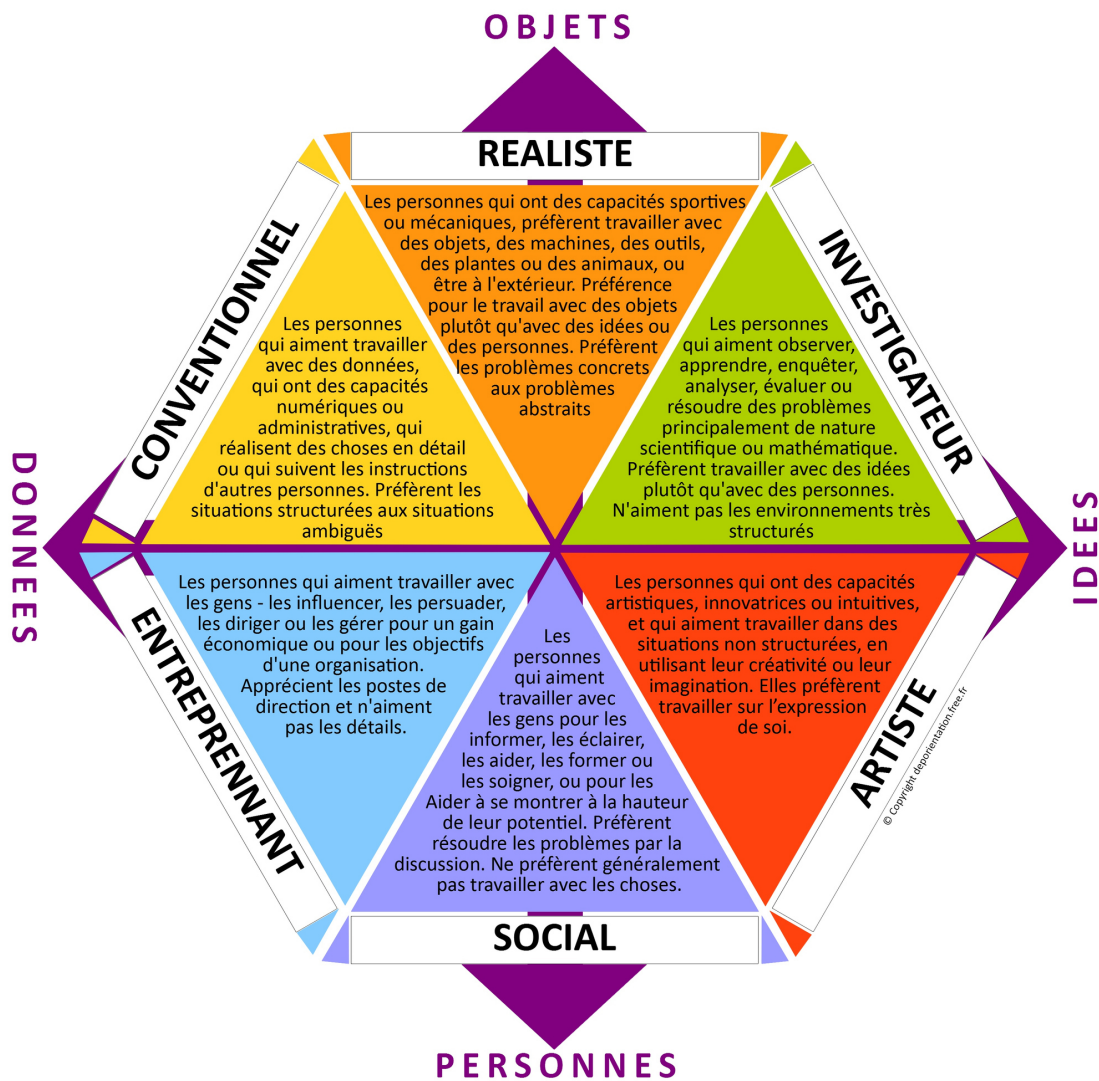 OBJETS
REALISTE
Les personnes qui ont des capacités sportives
ou mécaniques, préfèrent travailler avec
des objets, des machines, des outils,
des plantes ou des animaux, ou
être à l'extérieur. Préférence
pour le travail avec des objets
plutôt qu'avec des idées ou
des personnes. Préfèrent
les problèmes concrets
aux problèmes
abstraits
CONVENTIONNEL
Les personnes
qui aiment travailler
avec des données,
qui ont des capacités
numériques ou
administratives, qui
réalisent des choses en détail
ou qui suivent les instructions
d'autres personnes. Préfèrent les
situations structurées aux situations
ambiguës
INVESTIGATEUR
Les personnes
qui aiment observer,
apprendre, enquêter,
analyser, évaluer ou
résoudre des problèmes
principalement de nature
scientifique ou mathématique.
Préfèrent travailler avec des idées
plutôt qu'avec des personnes.
N'aiment pas les environnements très
structurés
DONNEES
IDEES
ENTREPRENNANT
Les personnes qui aiment travailler avec
les gens - les influencer, les persuader,
les diriger ou les gérer pour un gain
économique ou pour les objectifs
d'une organisation.
Apprécient les postes de
direction et n'aiment
pas les détails.
Les
personnes
qui aiment
travailler avec
les gens pour les
informer, les éclairer,
les aider, les former ou
les soigner, ou pour les
Aider à se montrer à la hauteur
de leur potentiel. Préfèrent
résoudre les problèmes par la
discussion. Ne préfèrent généralement
pas travailler avec les choses.
Les personnes qui ont des capacités
artistiques, innovatrices ou intuitives,
et qui aiment travailler dans des
situations non structurées, en
utilisant leur créativité ou leur
imagination. Elles préfèrent
travailler sur l’expression
de soi.
ARTISTE
© Copyright deporientation.free.fr
SOCIAL
PERSONNES